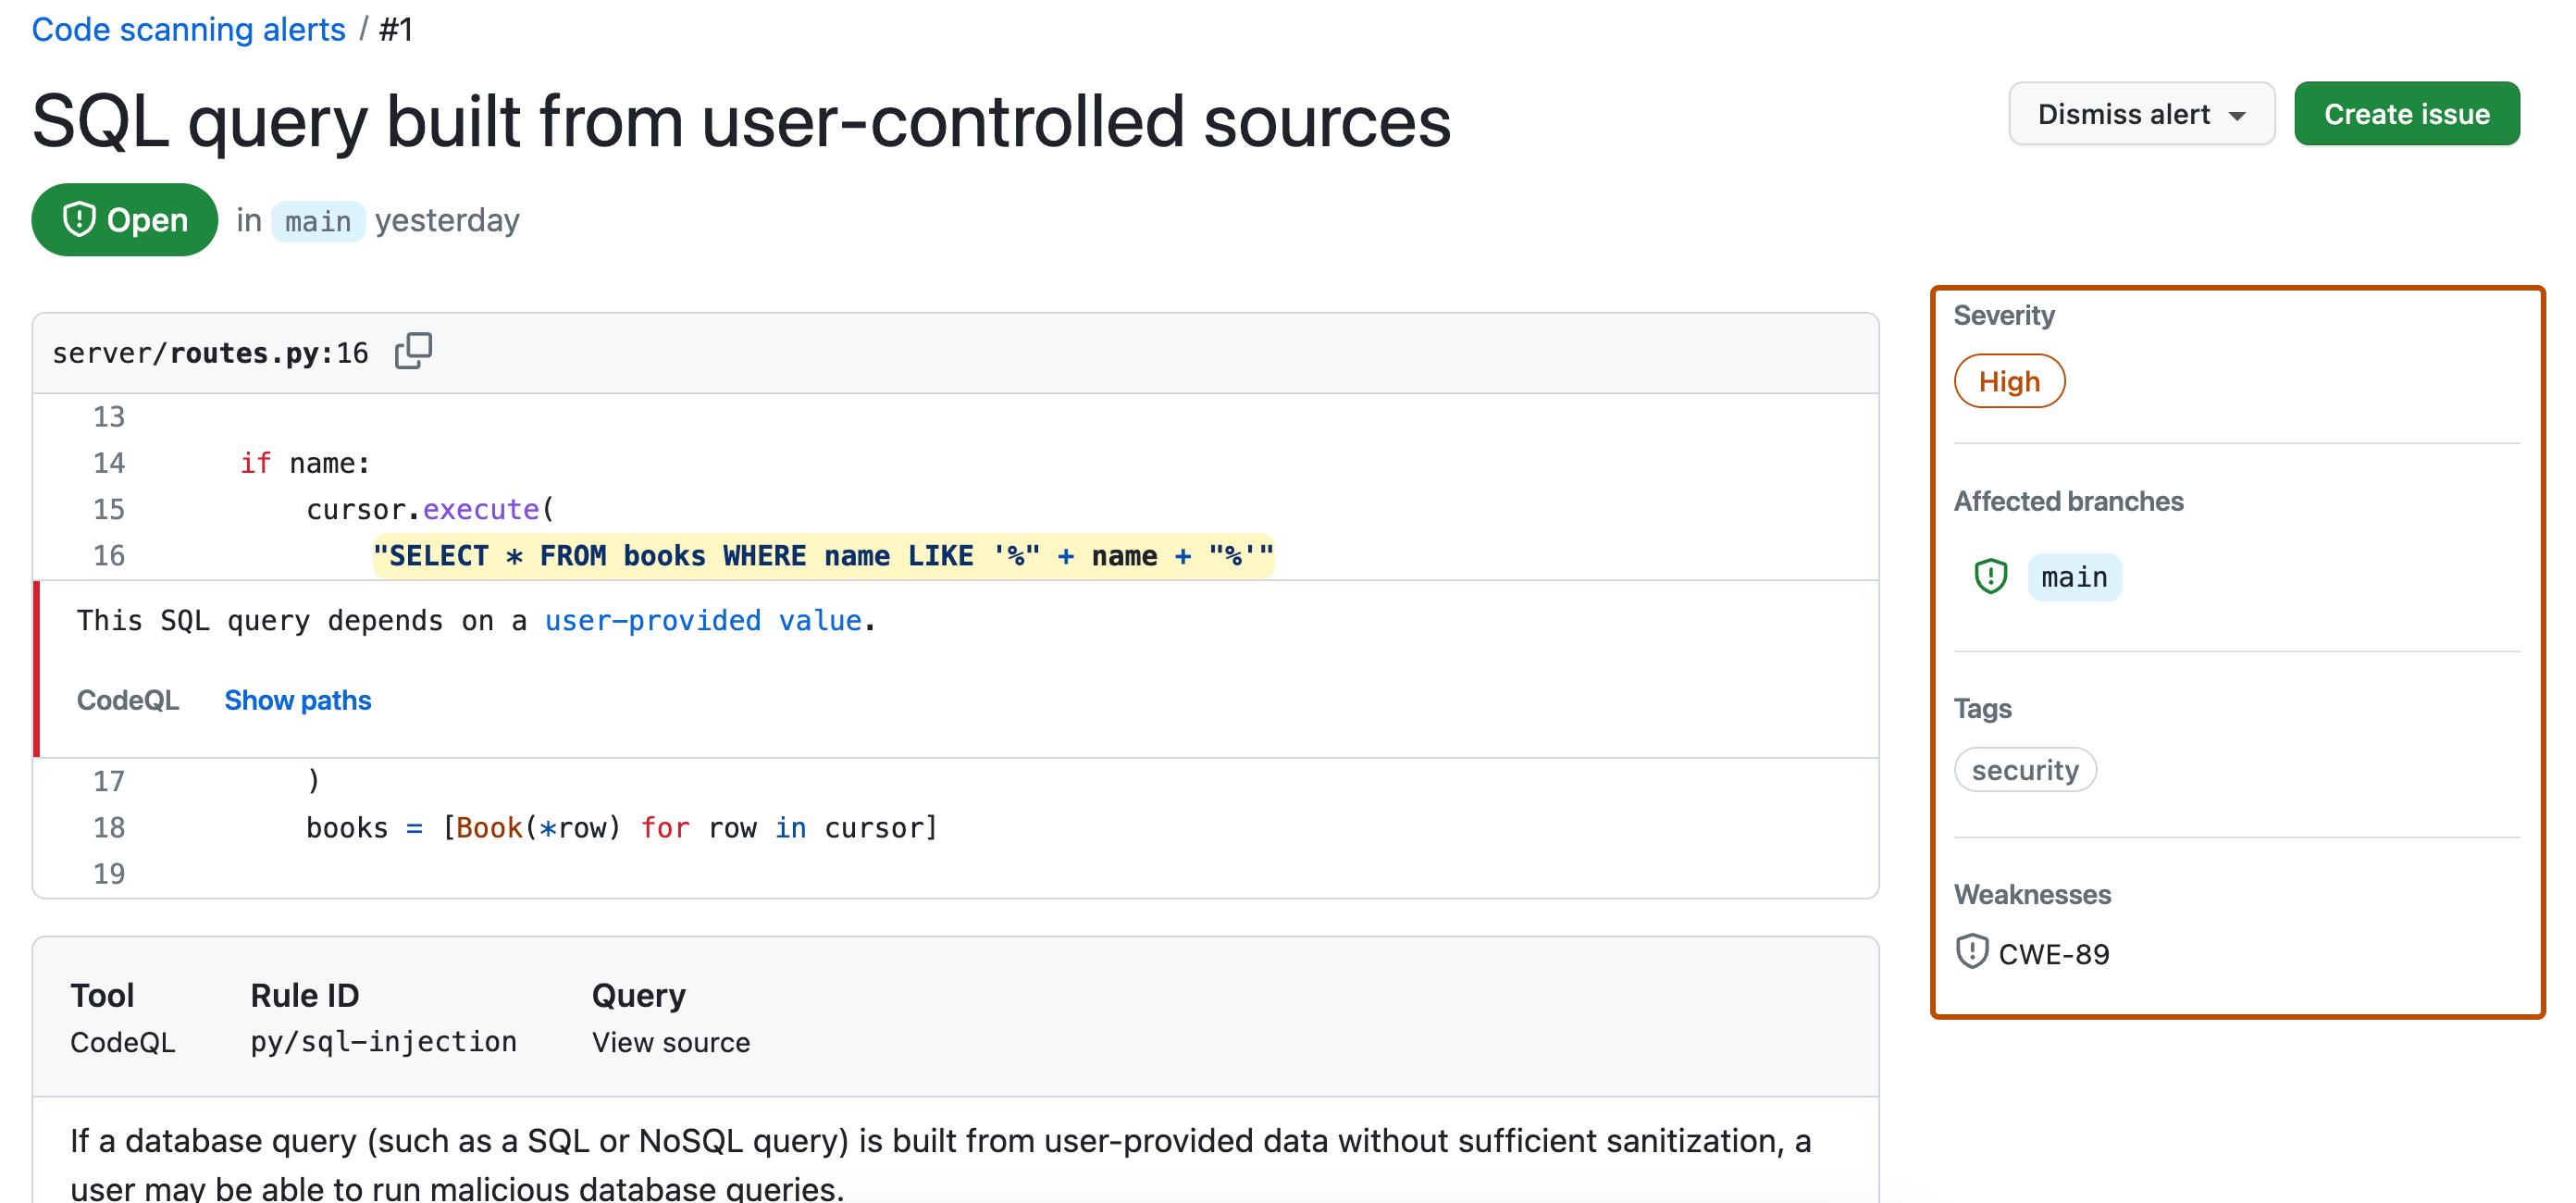 Code scanning alerts / #1
SQL query built from user-controlled sources
Dismiss alert
Create issue
Open in main yesterday
server/routes.py:16
13
14 if name:
15 cursor.execute(
16 "SELECT * FROM books WHERE name LIKE '%" + name + "%'"
This SQL query depends on a user-provided value.
CodeQL Show paths
17 )
18 books = [Book(*row) for row in cursor]
19
Tool Rule ID Query
CodeQL py/sql-injection View source
If a database query (such as a SQL or NoSQL query) is built from user-provided data without sufficient sanitization, a
user may be able to run malicious database queries.
Severity
High
Affected branches
main
Tags
security
Weaknesses
CWE-89